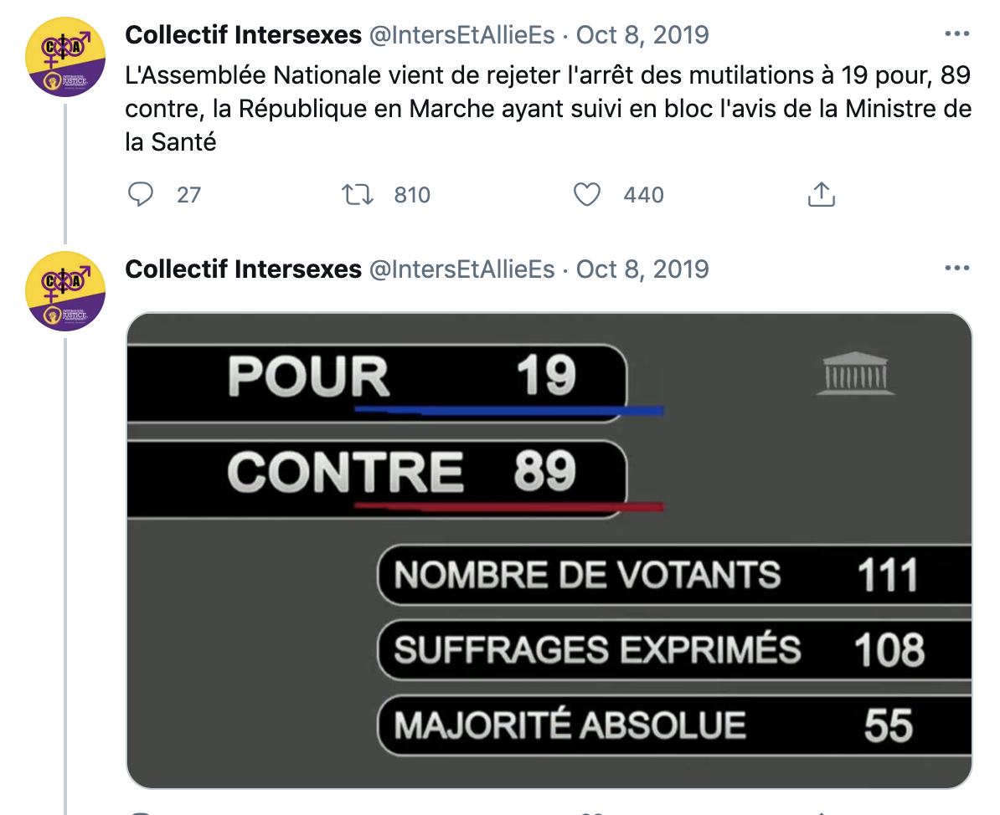 Collectif Intersexes @IntersEtAllieEs · Oct 8, 2019
L'Assemblée Nationale vient de rejeter l'arrêt des mutilations à 19 pour, 89
contre, la République en Marche ayant suivi en bloc l'avis de la Ministre de
la Santé
27 810 440
Collectif Intersexes @IntersEtAllieEs · Oct 8, 2019
POUR 19
CONTRE 89
NOMBRE DE VOTANTS 111
SUFFRAGES EXPRIMÉS 108
MAJORITÉ ABSOLUE 55